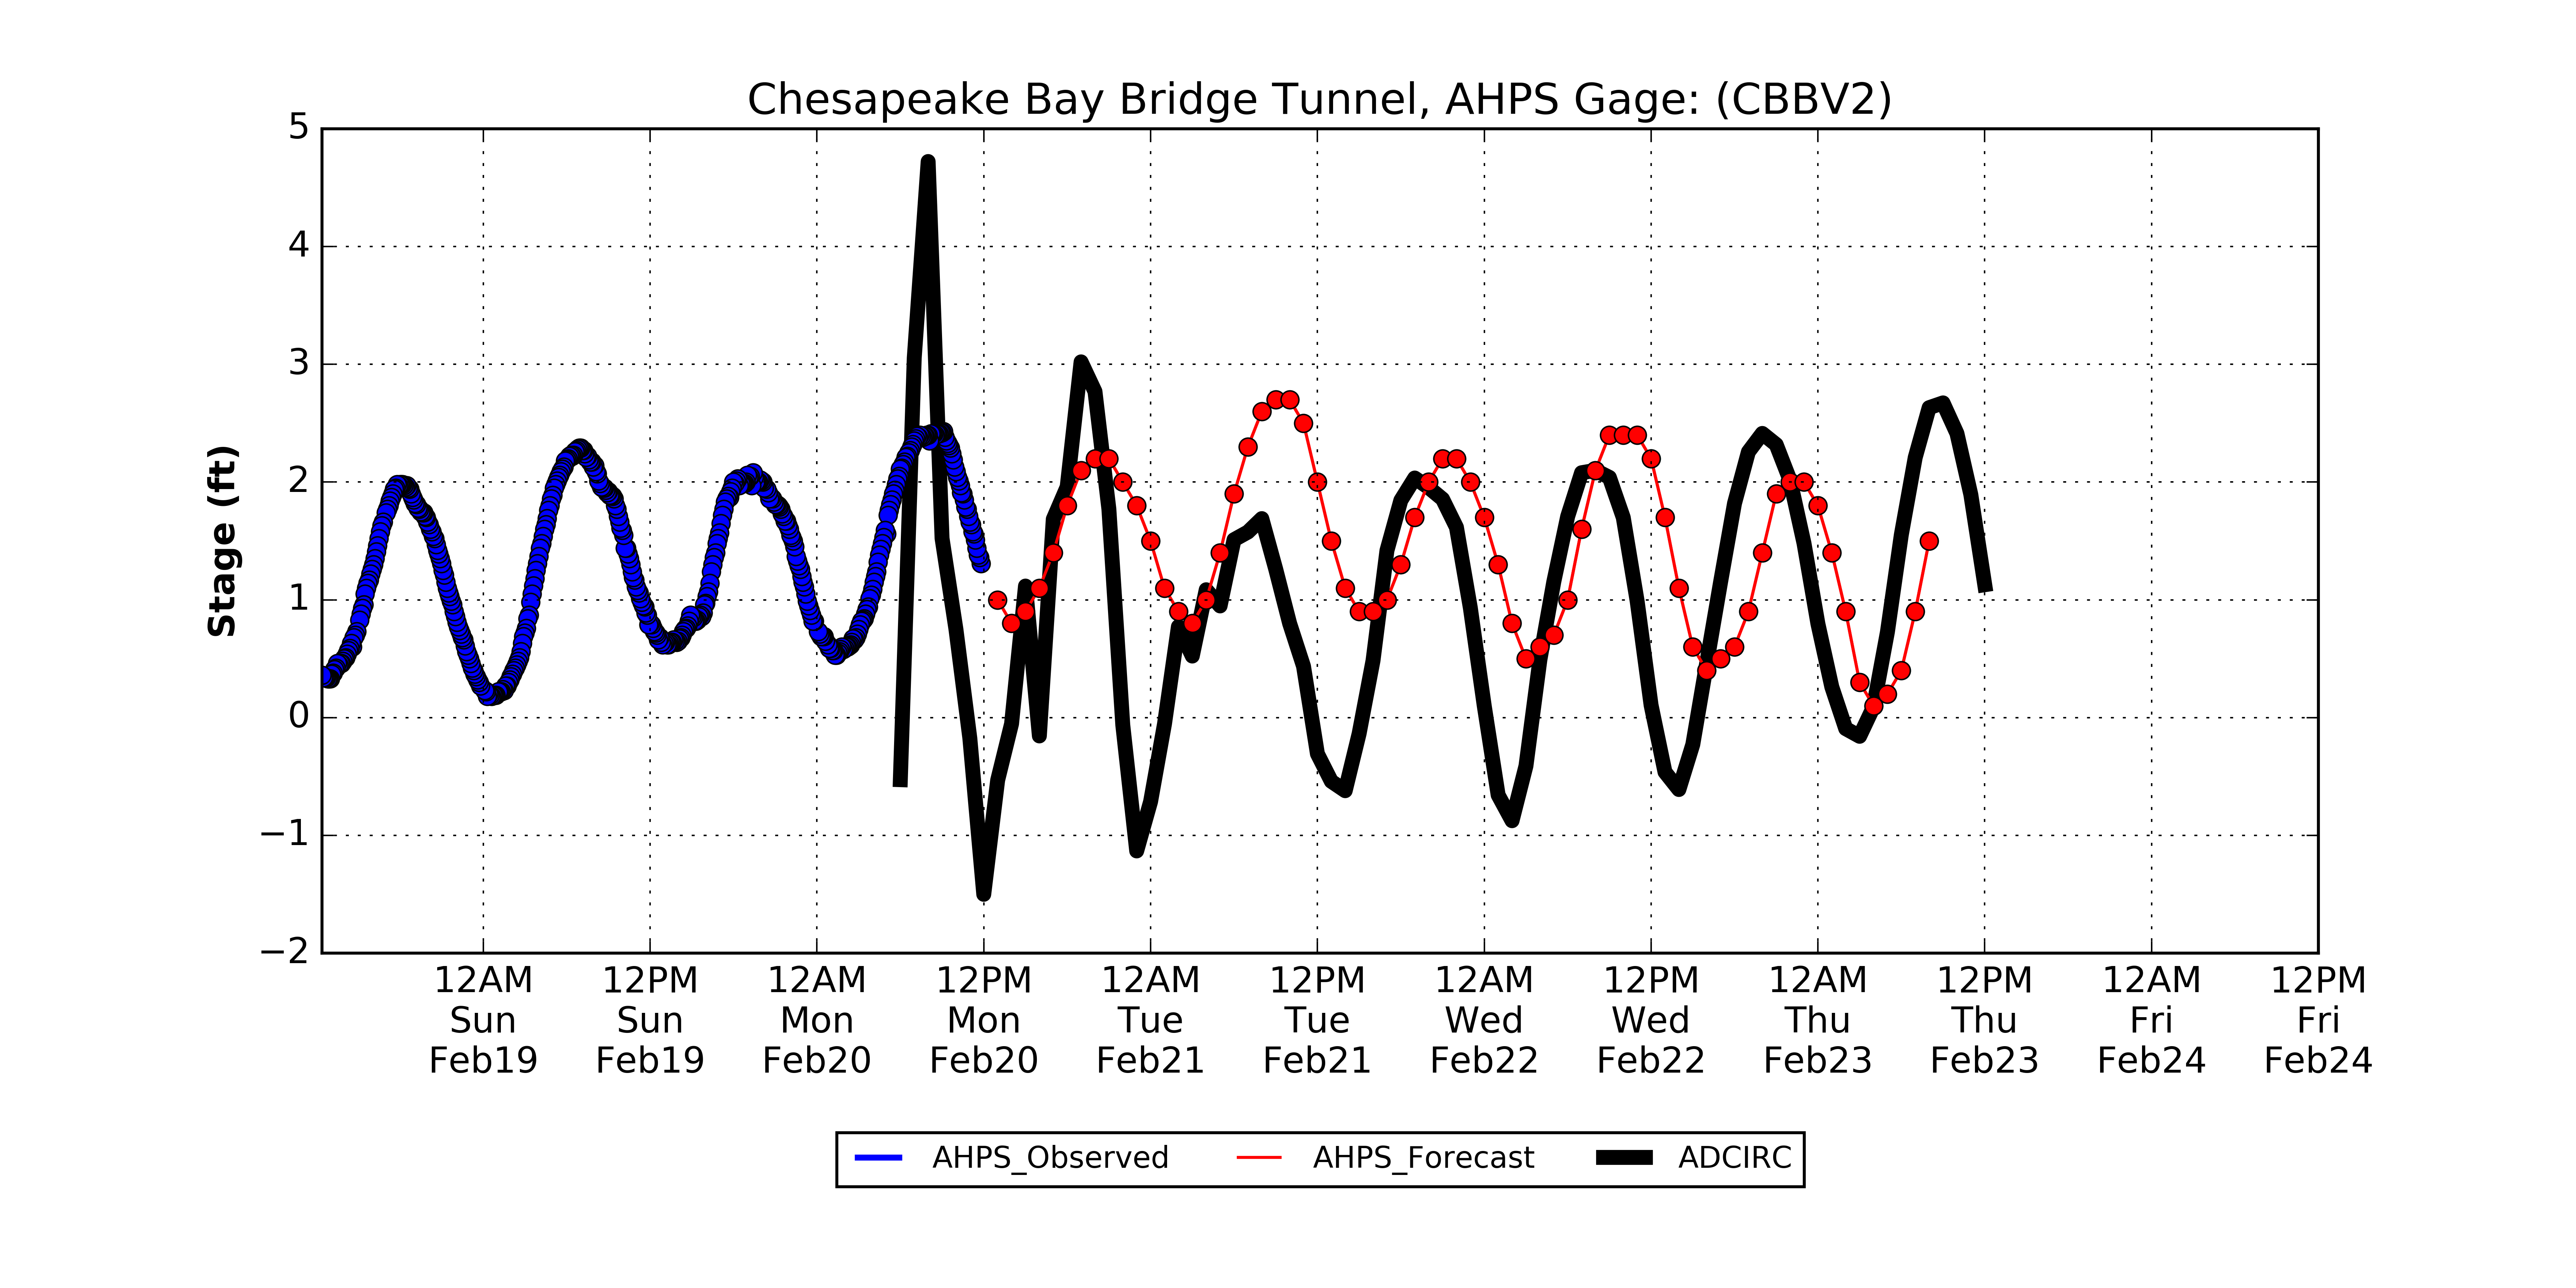 Chesapeake Bay Bridge Tunnel, AHPS Gage: (CBBV2)
5
4
3
2
1
0
−1
−2
Stage (ft)
12AM 12PM 12AM 12PM 12AM 12PM 12AM 12PM 12AM 12PM 12AM 12PM
Sun Sun Mon Mon Tue Tue Wed Wed Thu Thu Fri Fri
Feb19 Feb19 Feb20 Feb20 Feb21 Feb21 Feb22 Feb22 Feb23 Feb23 Feb24 Feb24
AHPS_Observed AHPS_Forecast ADCIRC